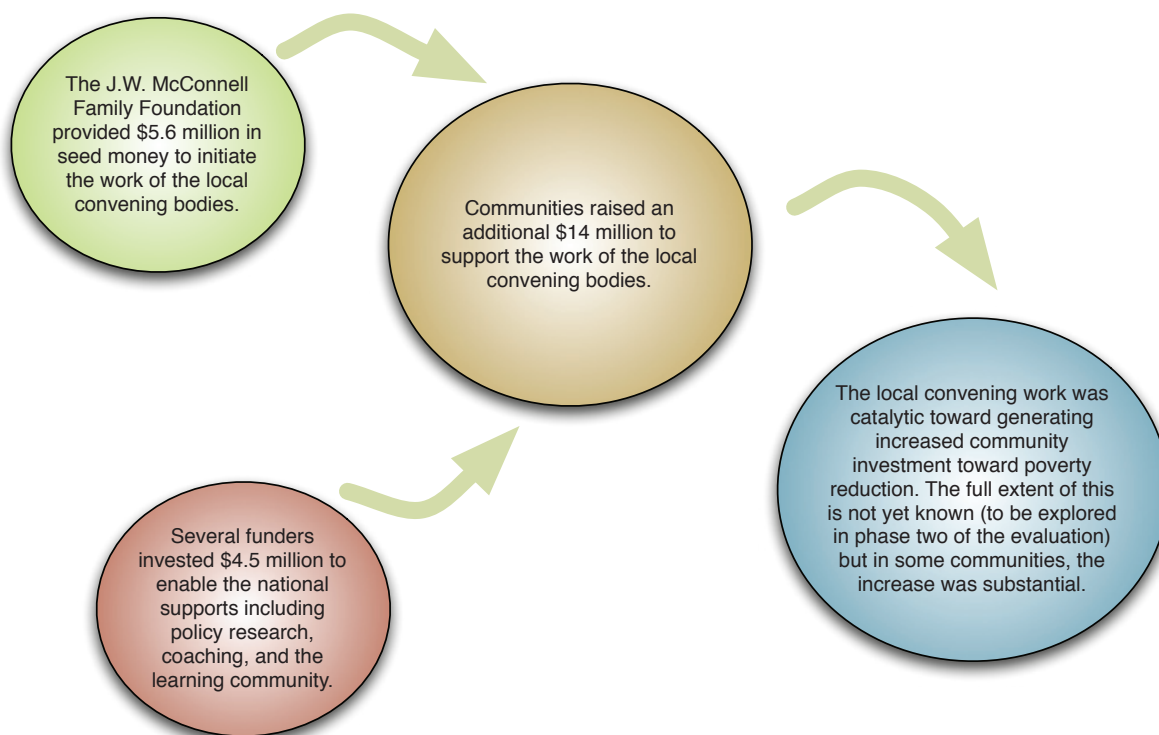 The J.W. McConnell
Family Foundation
provided $5.6 million in
seed money to initiate
the work of the local
convening bodies.
Communities raised an
additional $14 million to
support the work of the local
convening bodies.
The local convening work was
catalytic toward generating
increased community
investment toward poverty
reduction. The full extent of this
is not yet known (to be explored
in phase two of the evaluation)
but in some communities, the
increase was substantial.
Several funders
invested $4.5 million to
enable the national
supports including
policy research,
coaching, and the
learning community.